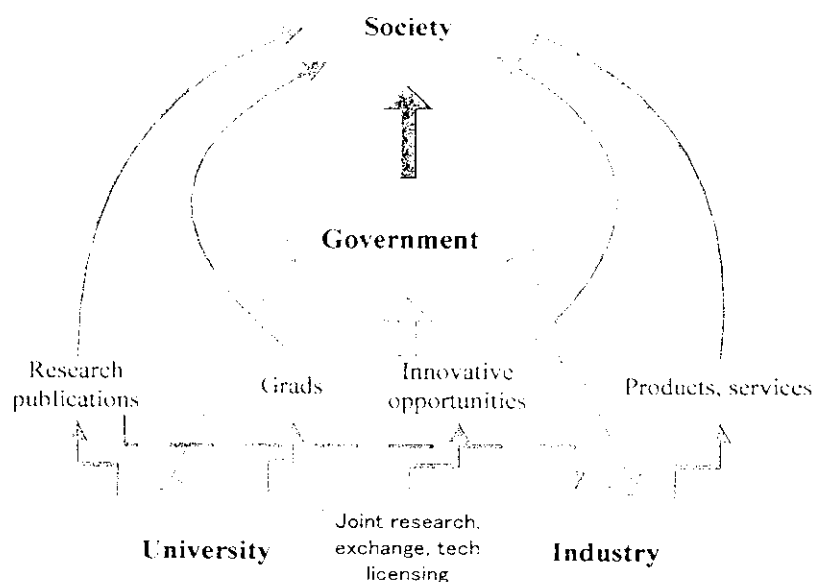 Society
Government
Research
publications
Grads
Innovative
opportunities
Products, services
University
Joint research,
exchange, tech
licensing
Industry